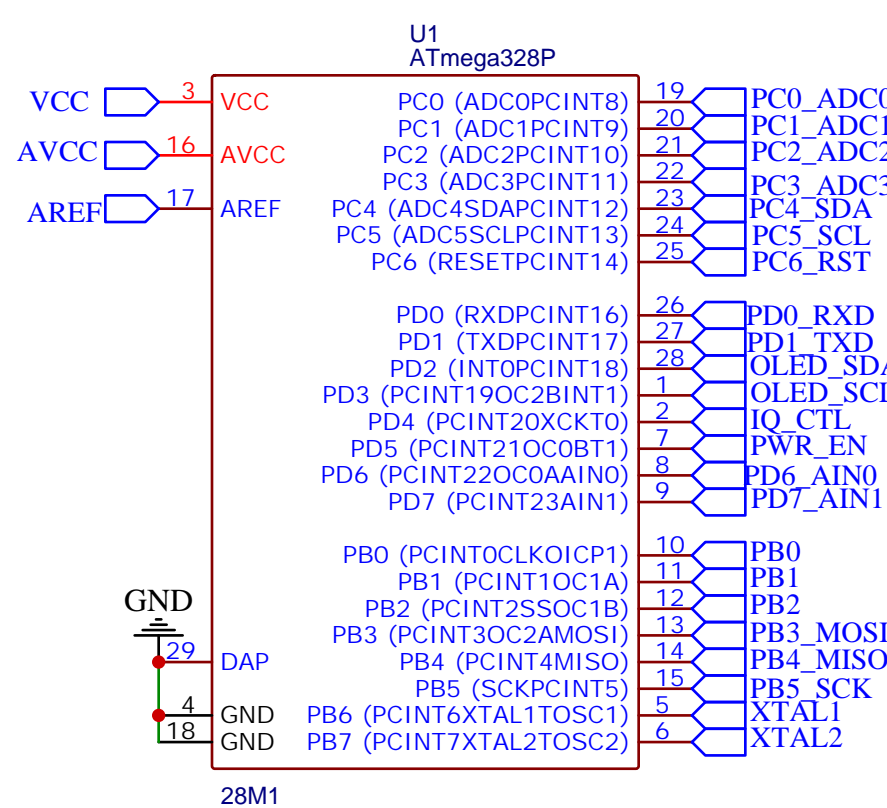 U1
ATmega328P
VCC 3 VCC PC0 (ADC0PCINT8) 19 PC0_ADC0
PC1 (ADC1PCINT9) 20 PC1_ADC1
AVCC 16 AVCC PC2 (ADC2PCINT10) 21 PC2_ADC2
PC3 (ADC3PCINT11) 22 PC3_ADC3
AREF 17 AREF PC4 (ADC4SDAPCINT12) 23 PC4_SDA
PC5 (ADC5SCLPCINT13) 24 PC5_SCL
PC6 (RESETPCINT14) 25 PC6_RST
PD0 (RXDPCINT16) 26 PD0_RXD
PD1 (TXDPCINT17) 27 PD1_TXD
PD2 (INT0PCINT18) 28 OLED_SDA
PD3 (PCINT19OC2BINT1) 1 OLED_SCL
PD4 (PCINT20XCKT0) 2 IQ_CTL
PD5 (PCINT21OC0BT1) 7 PWR_EN
PD6 (PCINT22OC0AAIN0) 8 PD6_AIN0
PD7 (PCINT23AIN1) 9 PD7_AIN1
PB0 (PCINT0CLKOICP1) 10 PB0
PB1 (PCINT1OC1A) 11 PB1
GND PB2 (PCINT2SSOC1B) 12 PB2
PB3 (PCINT3OC2AMOSI) 13 PB3_MOSI
29 DAP PB4 (PCINT4MISO) 14 PB4_MISO
PB5 (SCKPCINT5) 15 PB5_SCK
4 GND PB6 (PCINT6XTAL1TOSC1) 5 XTAL1
18 GND PB7 (PCINT7XTAL2TOSC2) 6 XTAL2
28M1